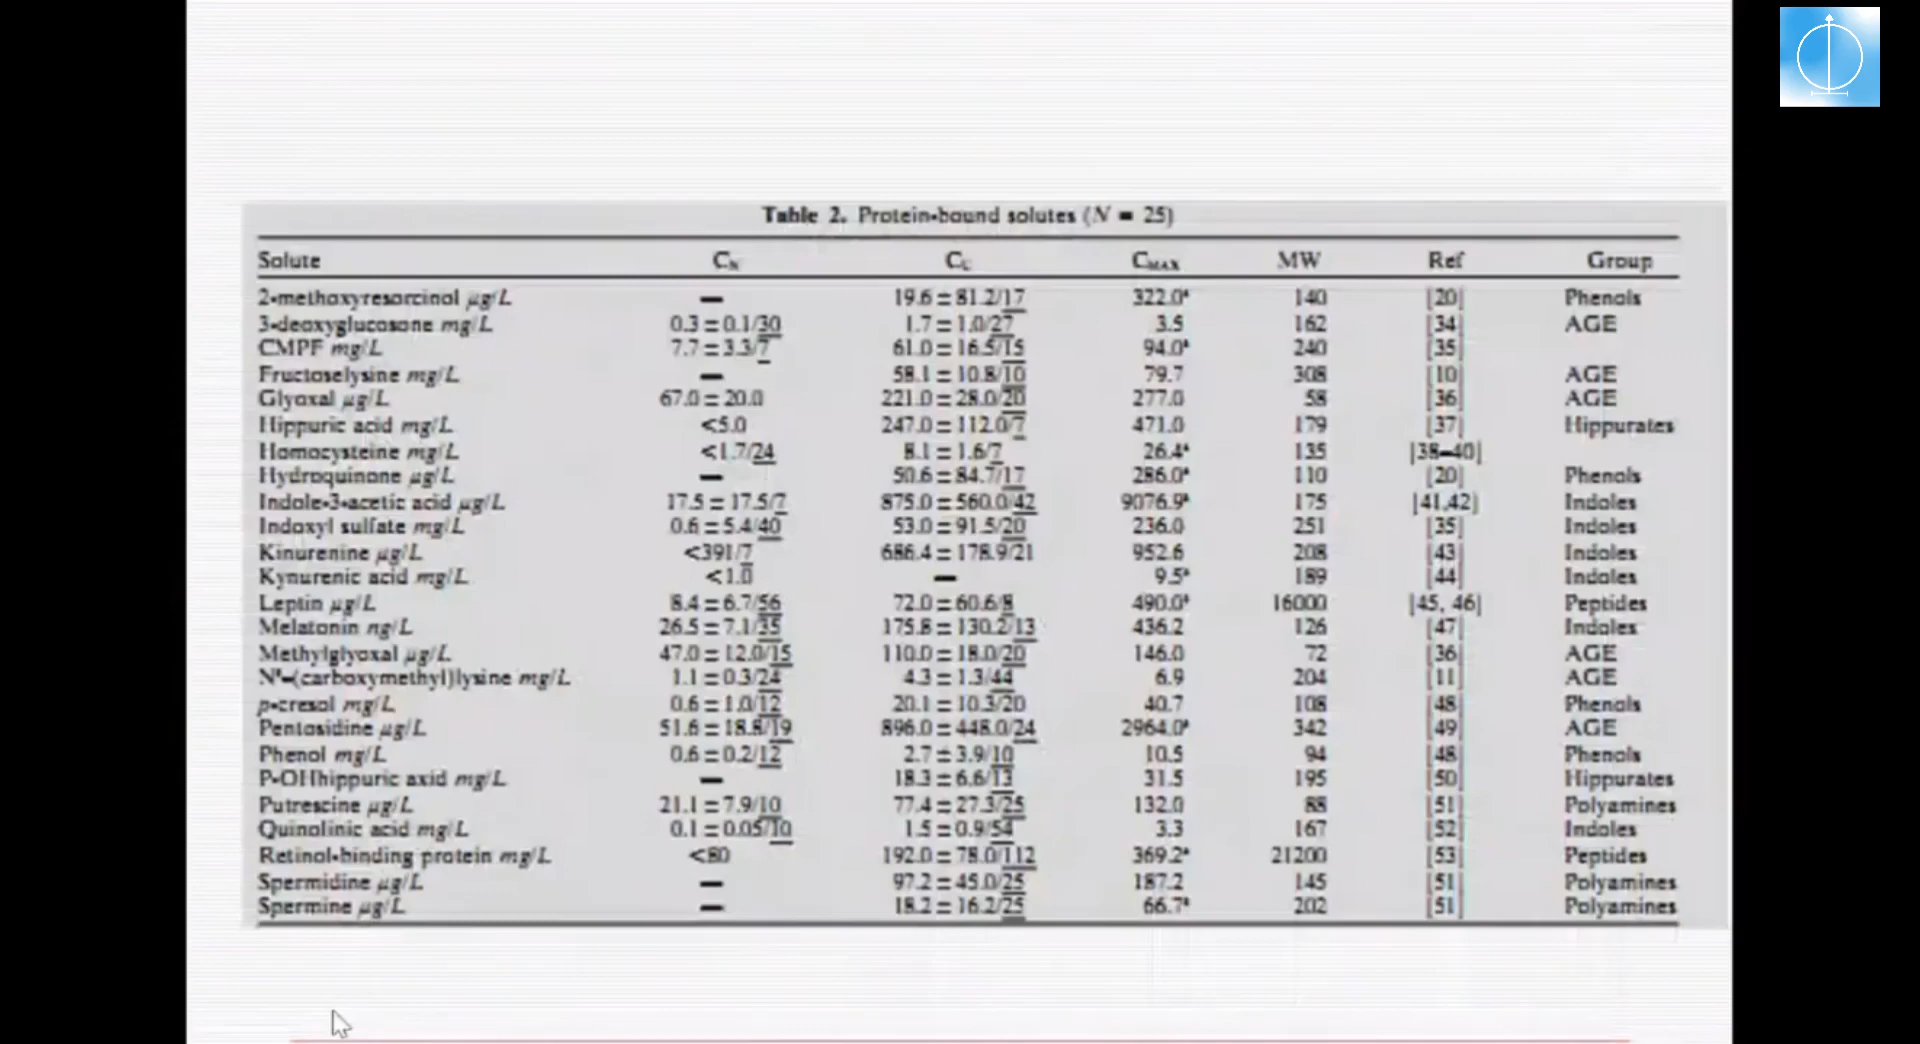 Table 2. Protein-bound solutes (N = 25)
Solute C_N C_U C_MAX MW Ref Group
2-methoxyresorcinol µg/L — 19.6 ± 81.2/17 322.0ª 140 [20] Phenols
3-deoxyglucosone mg/L 0.3 ± 0.1/30 1.7 ± 1.0/27 3.5 162 [34] AGE
CMPF mg/L 7.7 ± 3.3/7 61.0 ± 16.5/15 94.0ª 240 [35]
Fructoselysine mg/L — 58.1 ± 10.8/10 79.7 308 [10] AGE
Glyoxal µg/L 67.0 ± 20.0 221.0 ± 28.0/20 277.0 58 [36] AGE
Hippuric acid mg/L <5.0 247.0 ± 112.0/7 471.0 179 [37] Hippurates
Homocysteine mg/L <1.7/24 8.1 ± 1.6/7 26.4ª 135 [38–40]
Hydroquinone µg/L — 50.6 ± 84.7/17 286.0ª 110 [20] Phenols
Indole-3-acetic acid µg/L 17.5 ± 17.5/7 875.0 ± 560.0/42 9076.9ª 175 [41,42] Indoles
Indoxyl sulfate mg/L 0.6 ± 5.4/40 53.0 ± 91.5/20 236.0 251 [35] Indoles
Kinurenine µg/L <391/7 686.4 ± 178.9/21 952.6 208 [43] Indoles
Kynurenic acid mg/L <1.0 — 9.5ª 189 [44] Indoles
Leptin µg/L 8.4 ± 6.7/56 72.0 ± 60.6/8 490.0ª 16000 [45, 46] Peptides
Melatonin ng/L 26.5 ± 7.1/35 175.8 ± 130.2/13 436.2 126 [47] Indoles
Methylglyoxal µg/L 47.0 ± 12.0/15 110.0 ± 18.0/20 146.0 72 [36] AGE
Nᵋ-(carboxymethyl)lysine mg/L 1.1 ± 0.3/24 4.3 ± 1.3/44 6.9 204 [11] AGE
p-cresol mg/L 0.6 ± 1.0/12 20.1 ± 10.3/20 40.7 108 [48] Phenols
Pentosidine µg/L 51.6 ± 18.8/19 896.0 ± 448.0/24 2964.0ª 342 [49] AGE
Phenol mg/L 0.6 ± 0.2/12 2.7 ± 3.9/10 10.5 94 [48] Phenols
P-OHhippuric axid mg/L — 18.3 ± 6.6/13 31.5 195 [50] Hippurates
Putrescine µg/L 21.1 ± 7.9/10 77.4 ± 27.3/25 132.0 88 [51] Polyamines
Quinolinic acid mg/L 0.1 ± 0.05/10 1.5 ± 0.9/54 3.3 167 [52] Indoles
Retinol-binding protein mg/L <80 192.0 ± 78.0/112 369.2ª 21200 [53] Peptides
Spermidine µg/L — 97.2 ± 45.0/25 187.2 145 [51] Polyamines
Spermine µg/L — 18.2 ± 16.2/25 66.7ª 202 [51] Polyamines